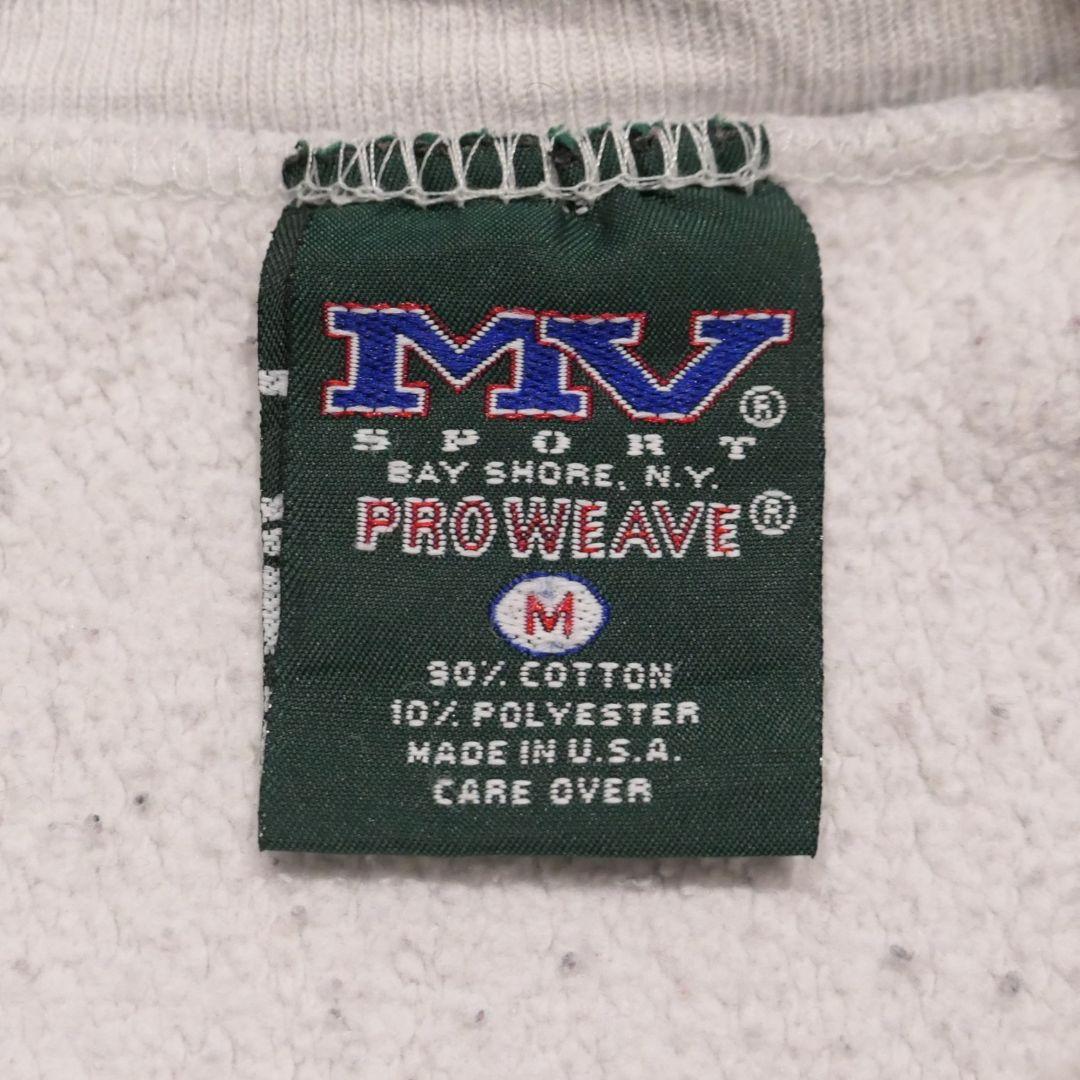 MV®
SPORT
BAY SHORE, N.Y.
PROWEAVE®
M
90% COTTON
10% POLYESTER
MADE IN U.S.A.
CARE OVER